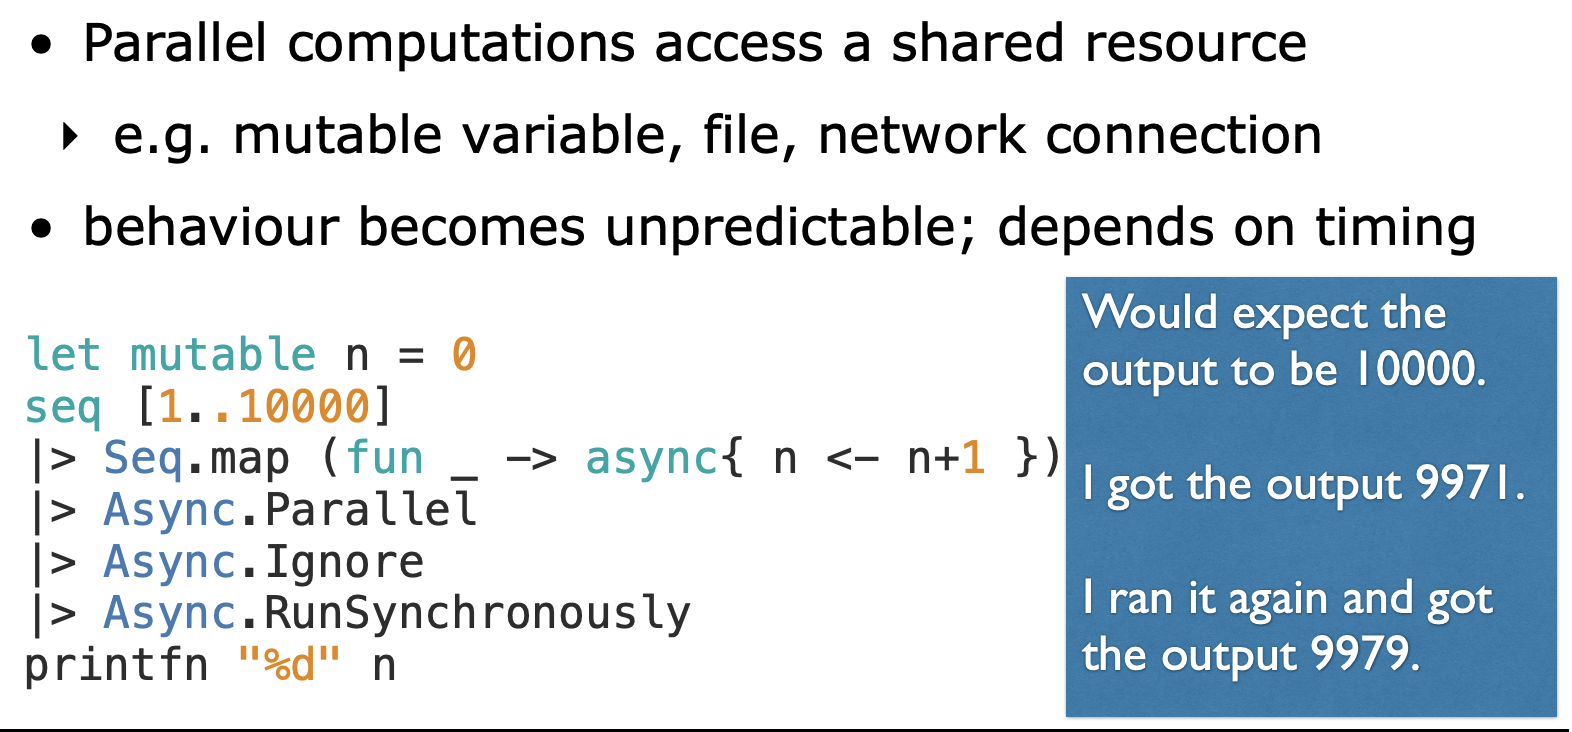 • Parallel computations access a shared resource
‣ e.g. mutable variable, file, network connection
• behaviour becomes unpredictable; depends on timing
let mutable n = 0
seq [1..10000]
|> Seq.map (fun _ -> async{ n <- n+1 })
|> Async.Parallel
|> Async.Ignore
|> Async.RunSynchronously
printfn "%d" n
Would expect the
output to be 10000.
I got the output 9971.
I ran it again and got
the output 9979.